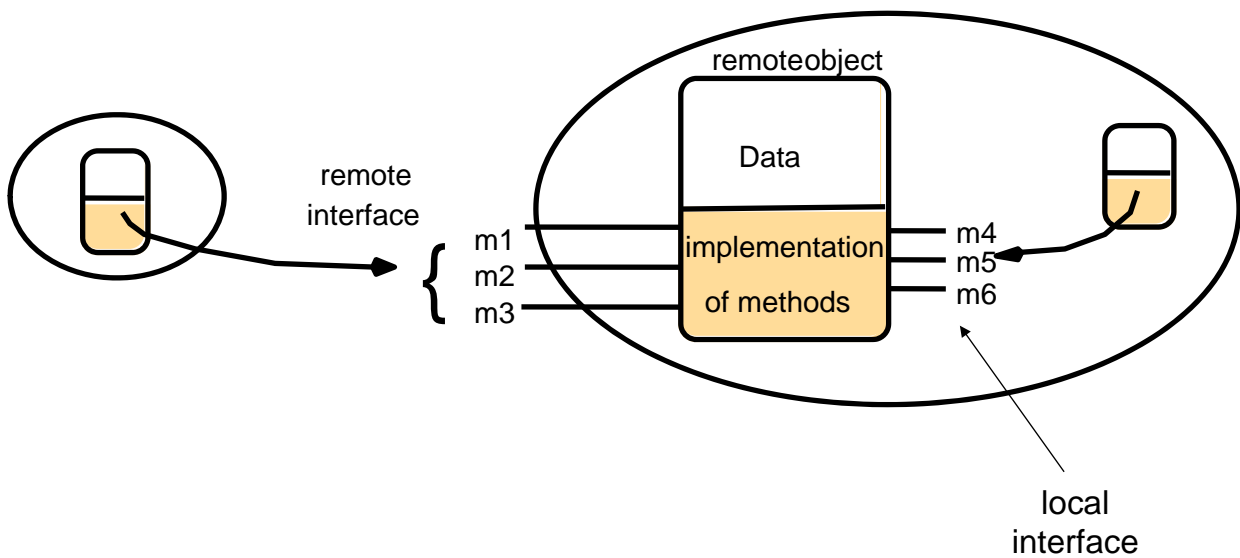 remoteobject
Data
remote
interface
{
m1
m2
m3
implementation
of methods
m4
m5
m6
local
interface